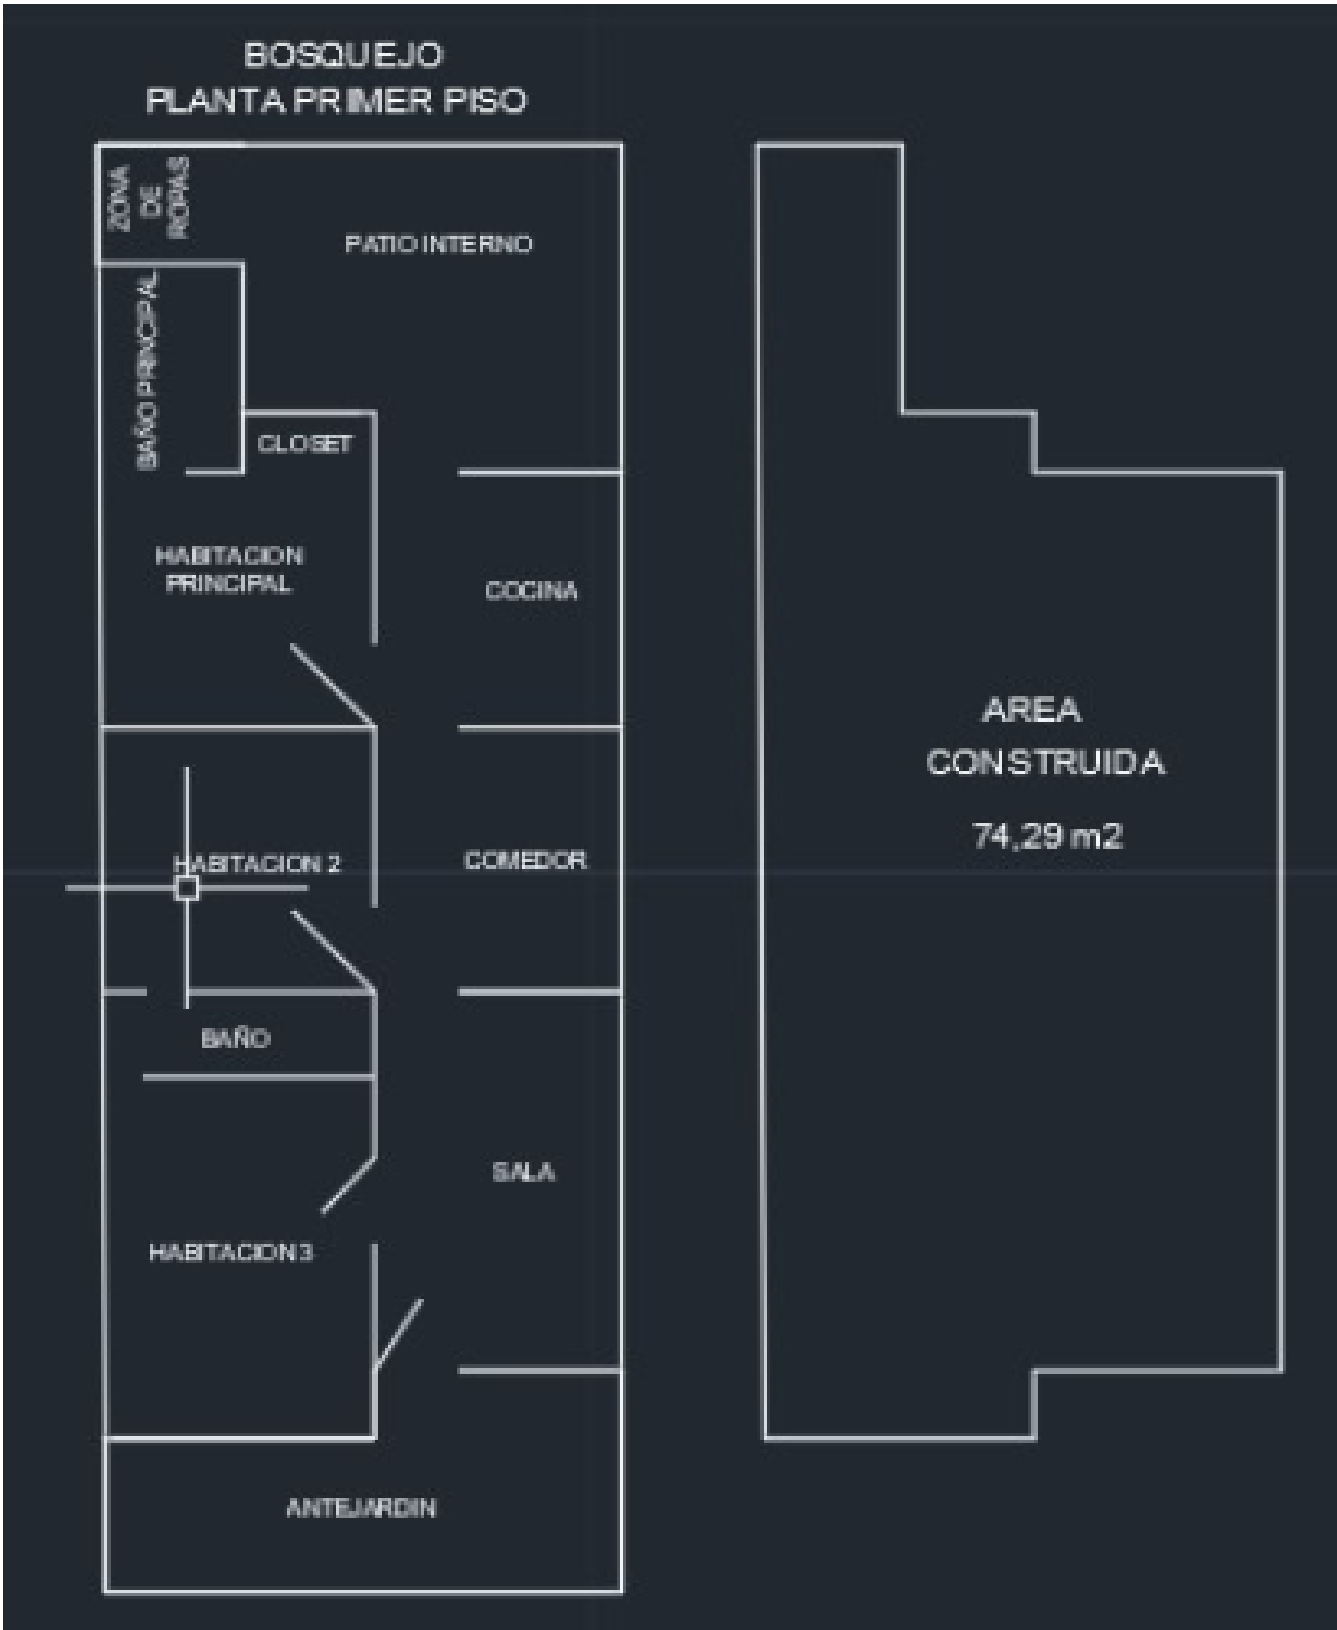 BOSQUEJO
PLANTA PRIMER PISO
ZONA
DE
ROPAS
PATIO INTERNO
BAÑO PRINCIPAL
CLOSET
HABITACION
PRINCIPAL
COCINA
HABITACION 2
COMEDOR
BAÑO
SALA
HABITACION 3
ANTEJARDIN
AREA
CONSTRUIDA
74,29 m2